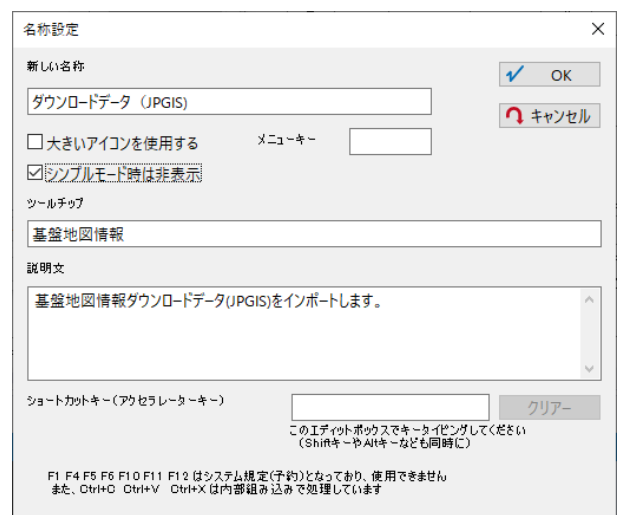 名称設定
新しい名称
OK
ダウンロードデータ（JPGIS)
キャンセル
大きいアイコンを使用する
メニューキー
シンプルモード時は非表示
ツールチップ
基盤地図情報
説明文
基盤地図情報ダウンロードデータ(JPGIS)をインポートします。
ショートカットキー(アクセラレーターキー)
クリアー
このエディットボックスでキータイピングしてください
(ShiftキーやAltキーなども同時に)
F1 F4 F5 F6 F10 F11 F12 はシステム規定(予約)となっており、使用できません
また、Ctrl+C Ctrl+V Ctrl+X は内部組み込みで処理しています